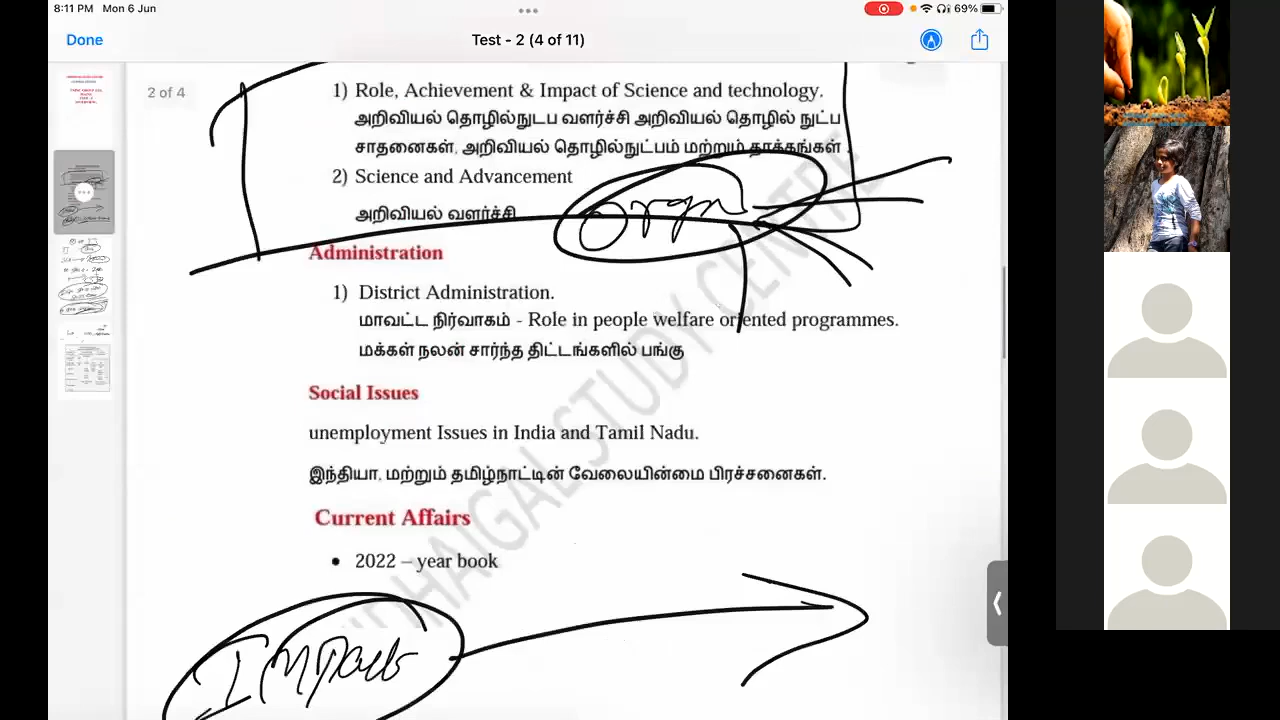 8:11 PM Mon 6 Jun
69%
Done
Test - 2 (4 of 11)
2 of 4
1) Role, Achievement & Impact of Science and technology.
அறிவியல் தொழில்நுடப வளர்ச்சி அறிவியல் தொழில் நுட்ப
சாதனைகள், அறிவியல் தொழில்நுட்பம் மற்றும் தாக்கங்கள் .
2) Science and Advancement
அறிவியல் வளர்ச்சி
Administration
1) District Administration.
மாவட்ட நிர்வாகம் - Role in people welfare oriented programmes.
மக்கள் நலன் சார்ந்த திட்டங்களில் பங்கு
Social Issues
unemployment Issues in India and Tamil Nadu.
இந்தியா, மற்றும் தமிழ்நாட்டின் வேலையின்மை பிரச்சனைகள்.
Current Affairs
• 2022 – year book
STUDY CENTRE